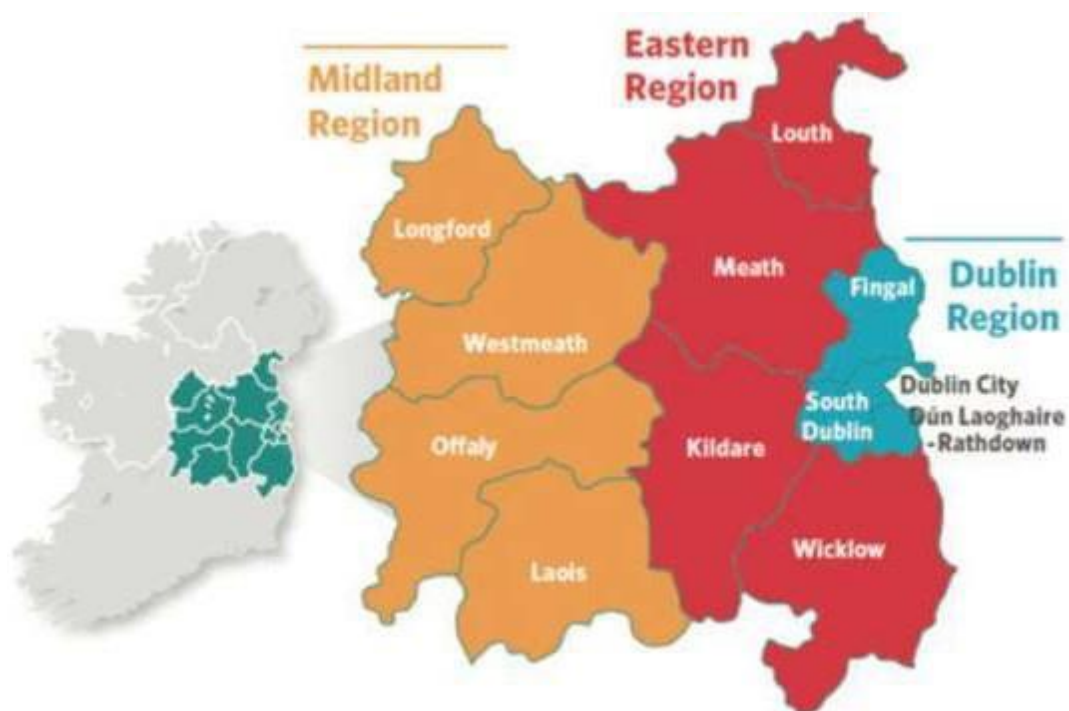 Midland
Region
Eastern
Region
Louth
Longford
Meath
Fingal
Dublin
Region
Westmeath
Dublin City
South
Dublin
Dún Laoghaire
-Rathdown
Offaly
Kildare
Wicklow
Laois